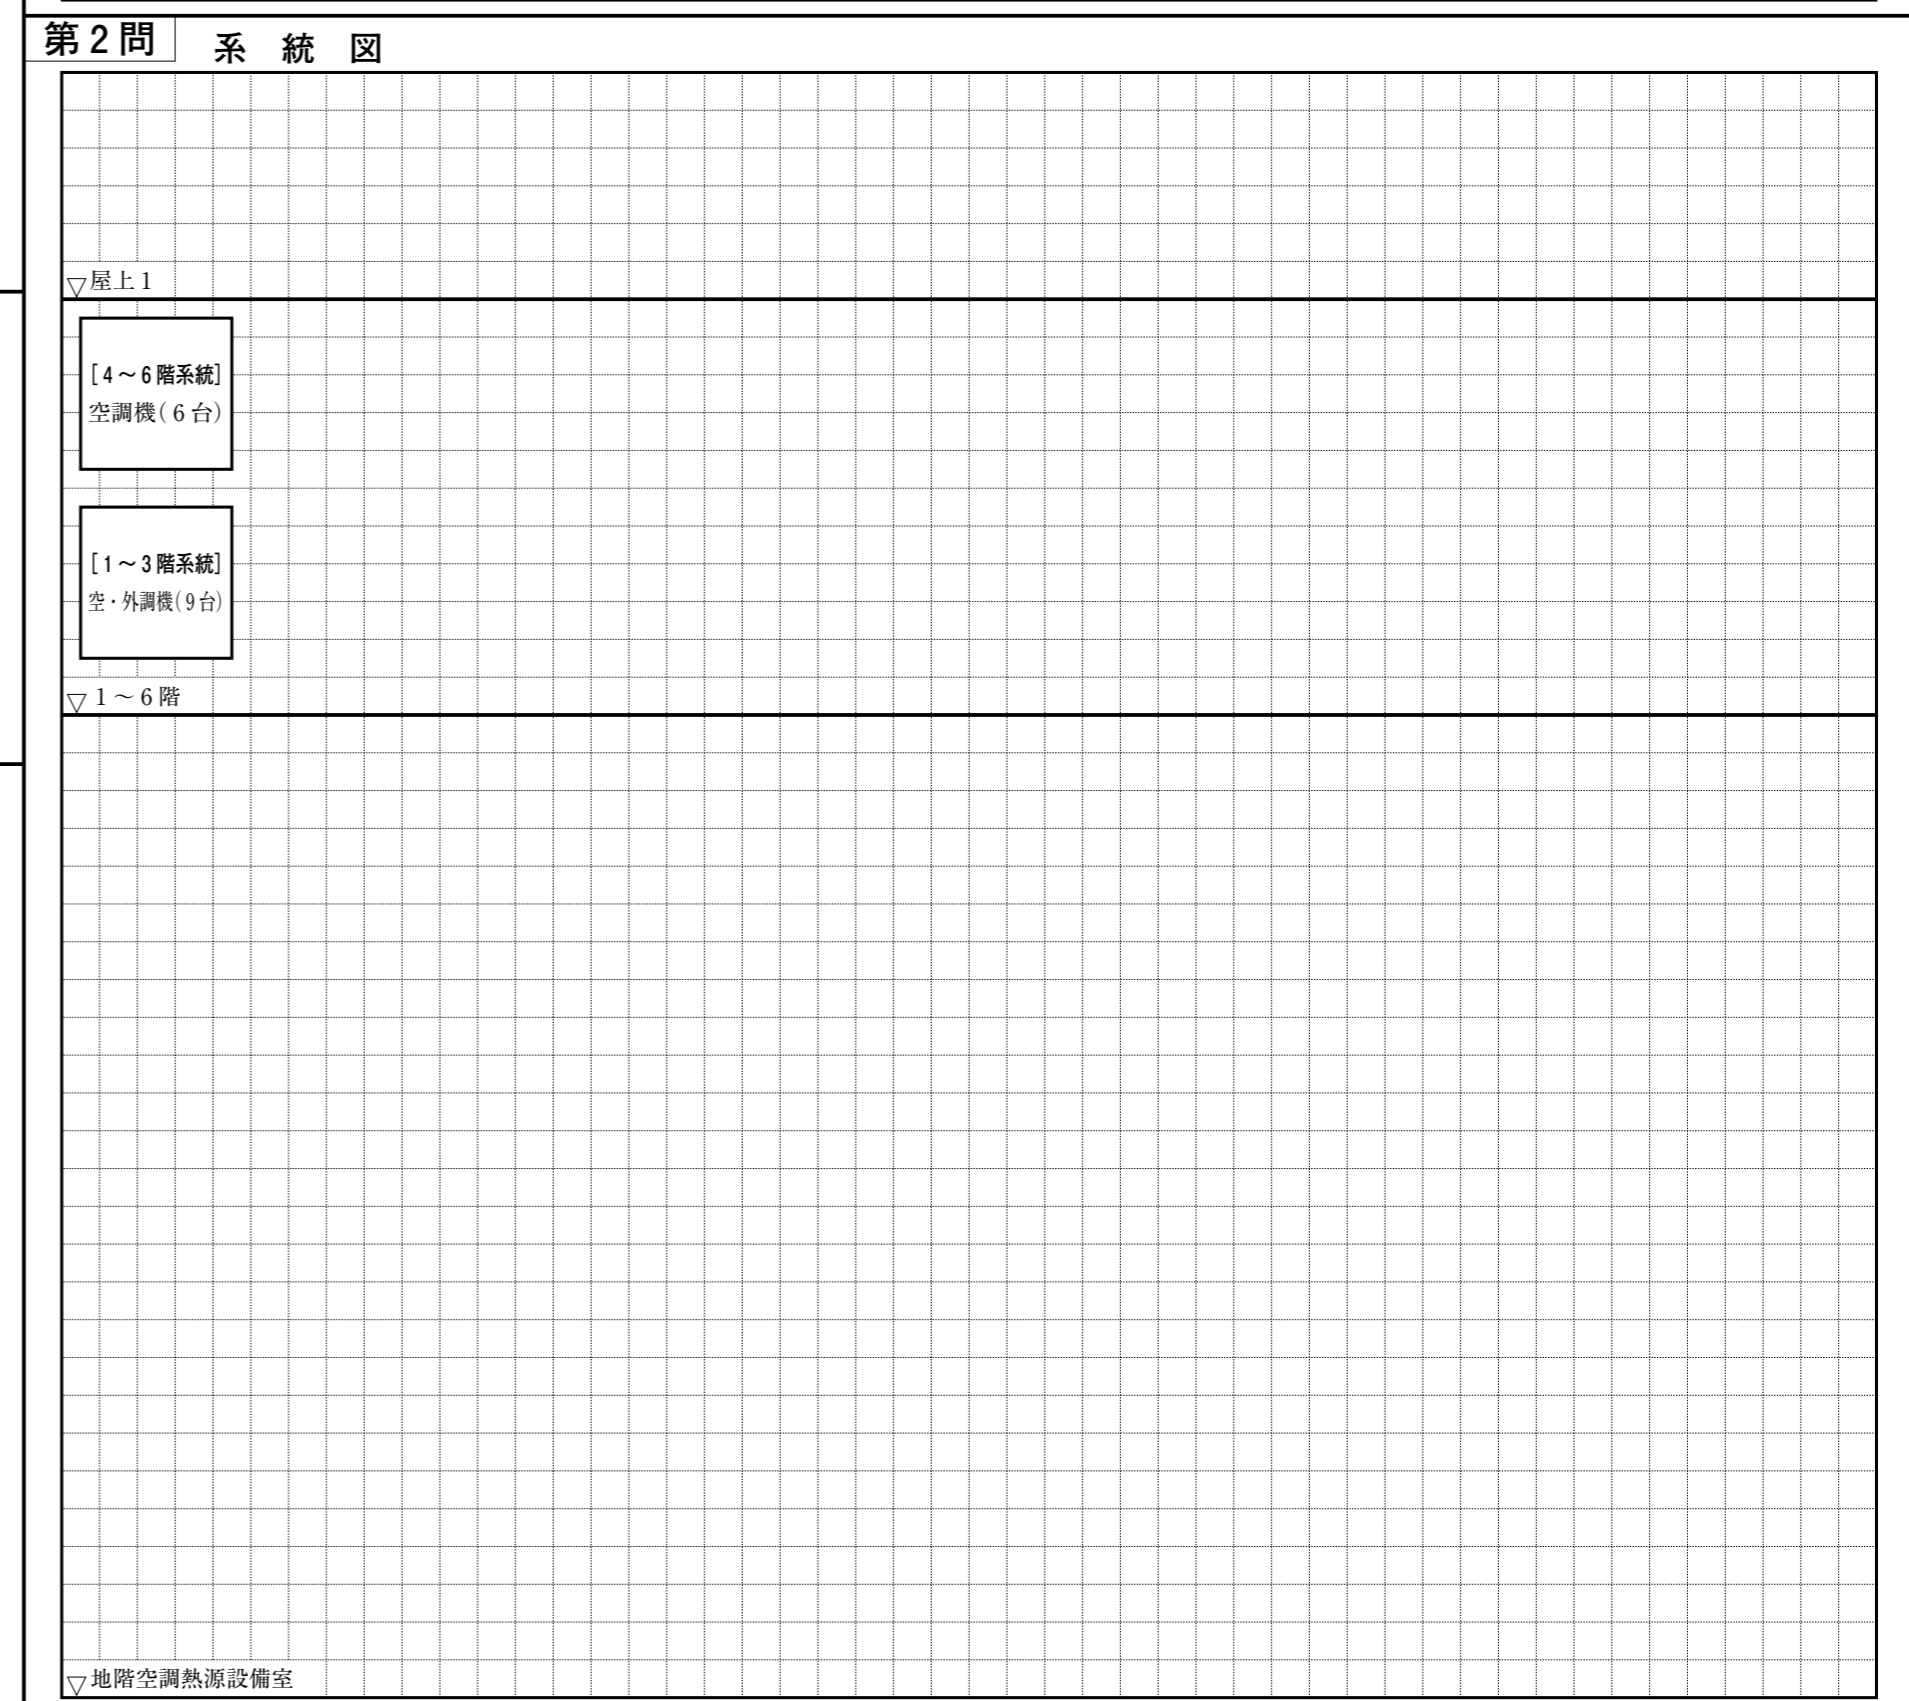 第2問 系 統 図
▽屋上1
[4～6階系統]
空調機(6台)
[1～3階系統]
空・外調機(9台)
▽1～6階
▽地階空調熱源設備室